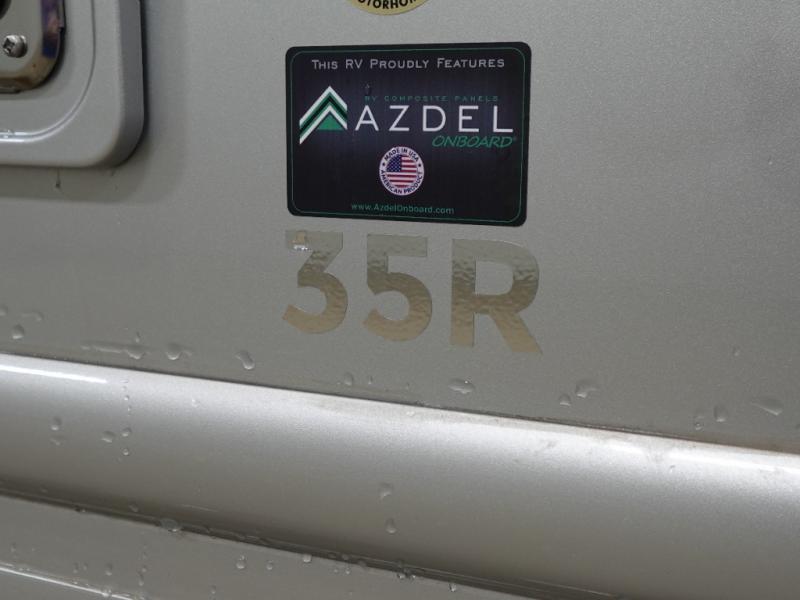 THIS RV PROUDLY FEATURES
RV COMPOSITE PANELS
AZDEL
ONBOARD®
MADE IN USA
AMERICAN PRODUCT
www.AzdelOnboard.com
35R